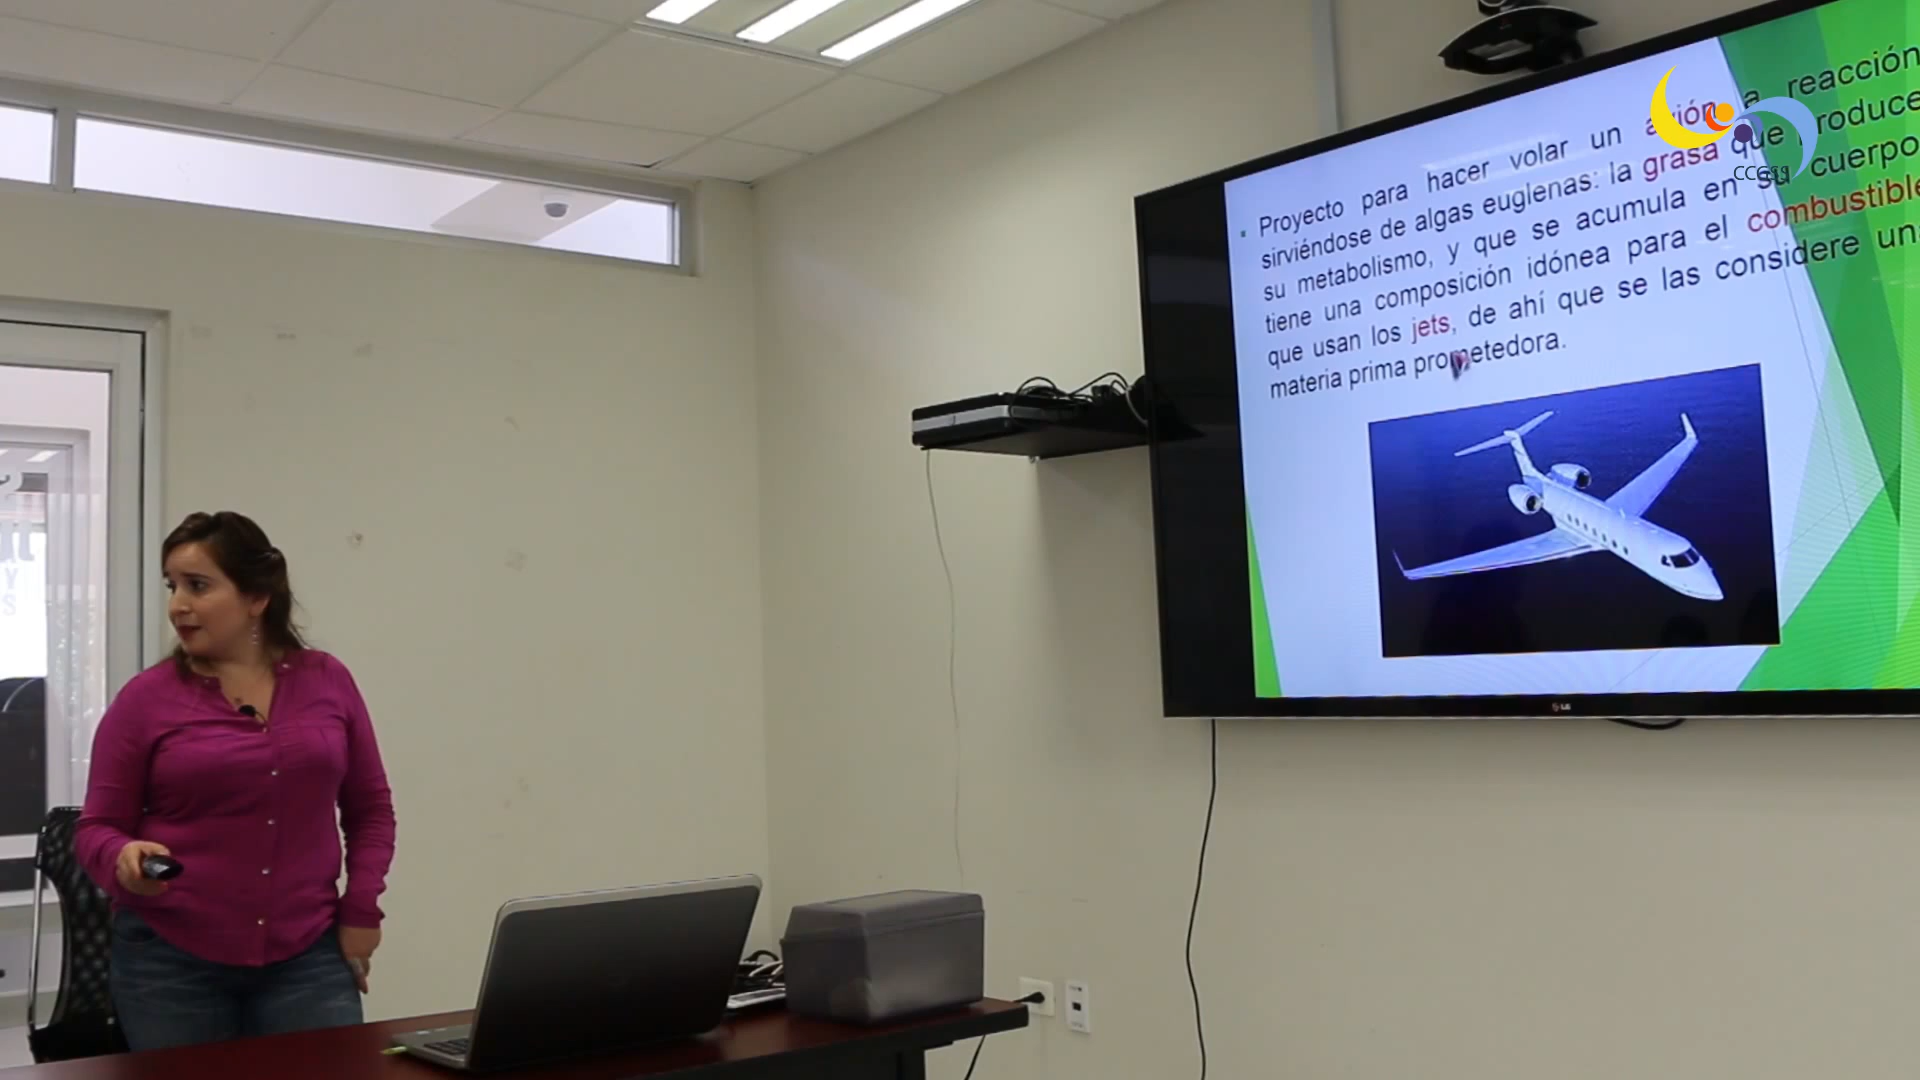 Proyecto para hacer volar un avión a reacción
sirviéndose de algas euglenas: la grasa que produce
su metabolismo, y que se acumula en su cuerpo
tiene una composición idónea para el combustible
que usan los jets, de ahí que se las considere
materia prima prometedora.
LG